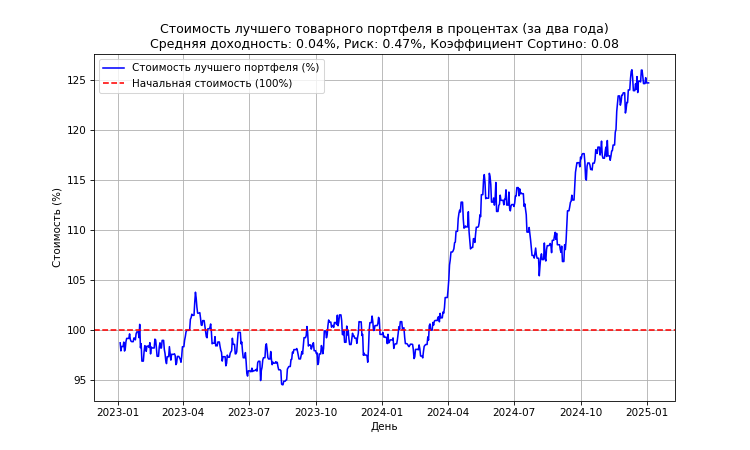 Стоимость лучшего товарного портфеля в процентах (за два года)
Средняя доходность: 0.04%, Риск: 0.47%, Коэффициент Сортино: 0.08
Стоимость лучшего портфеля (%)
Начальная стоимость (100%)
Стоимость (%)
125
120
115
110
105
100
95
2023-01 2023-04 2023-07 2023-10 2024-01 2024-04 2024-07 2024-10 2025-01
День